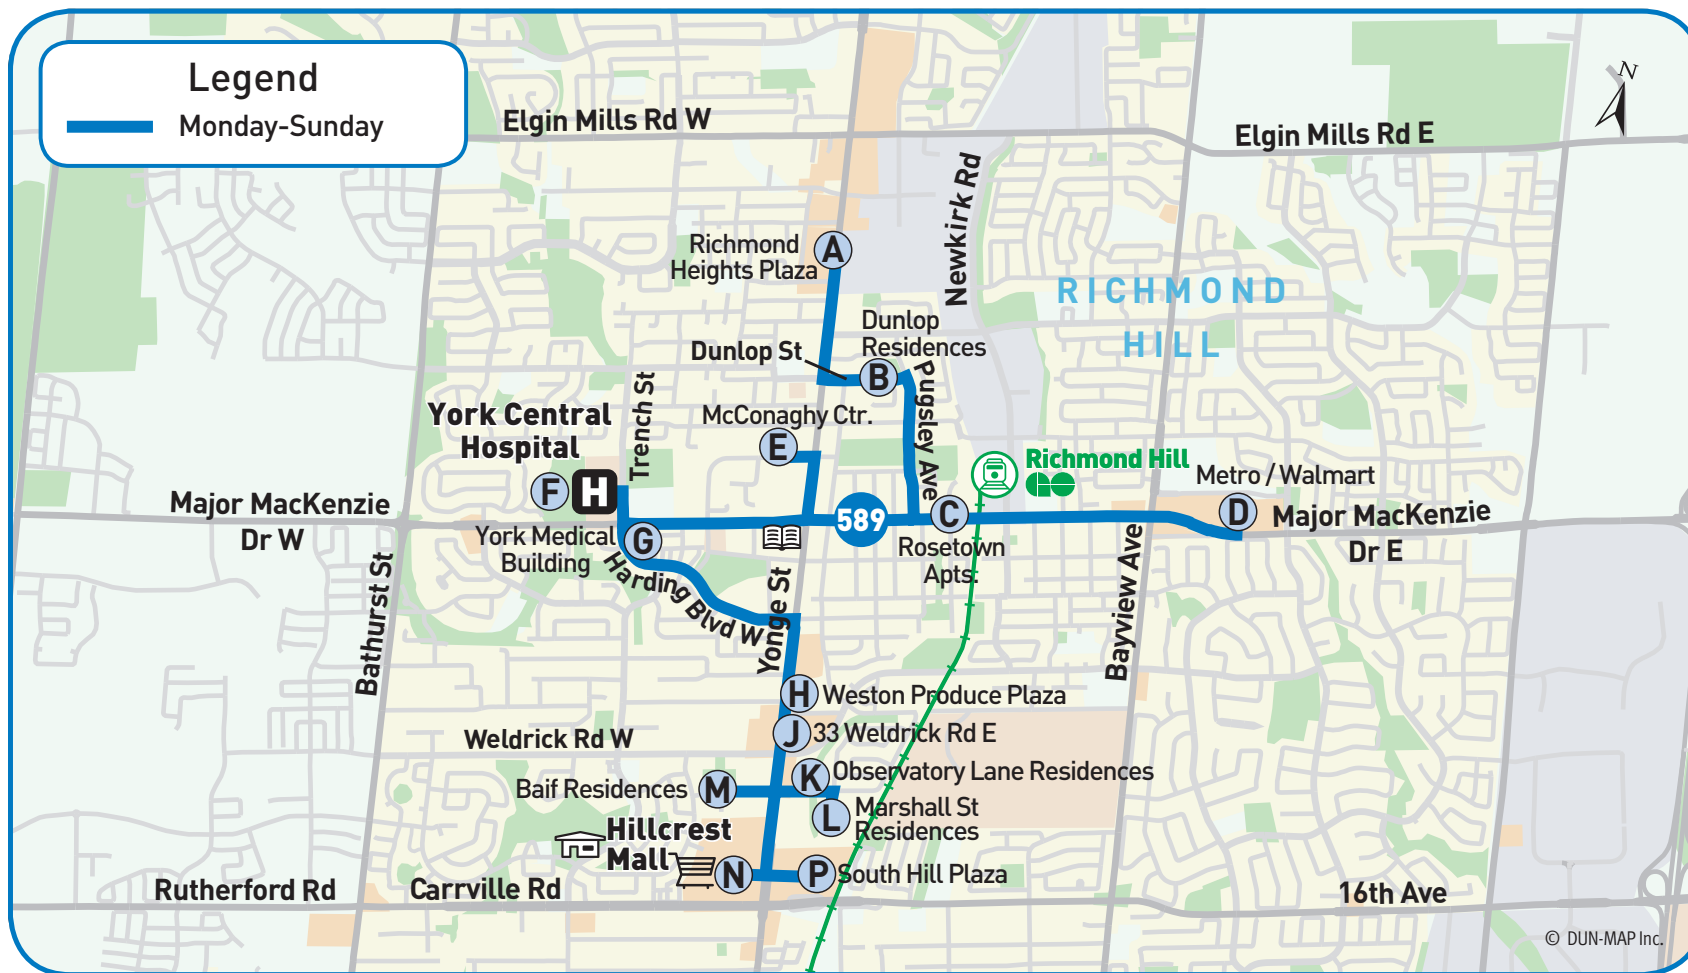 Legend
Monday-Sunday
Elgin Mills Rd W
Elgin Mills Rd E
N
Newkirk Rd
Richmond
Heights Plaza
A
RICHMOND
HILL
Dunlop
Residences
Dunlop St
B
Pugsley Ave
Trench St
McConaghy Ctr.
E
York Central
Hospital
F
H
Richmond Hill
GO
Metro / Walmart
D
Major MacKenzie
Dr W
589
C
Major MacKenzie
Dr E
York Medical
Building
G
Rosetown
Apts.
Harding Blvd W
Yonge St
Bathurst St
Bayview Ave
H
Weston Produce Plaza
J
33 Weldrick Rd E
Weldrick Rd W
K
Observatory Lane Residences
Baif Residences
M
L
Marshall St
Residences
Hillcrest
Mall
N
P
South Hill Plaza
Rutherford Rd
Carrville Rd
16th Ave
© DUN-MAP Inc.